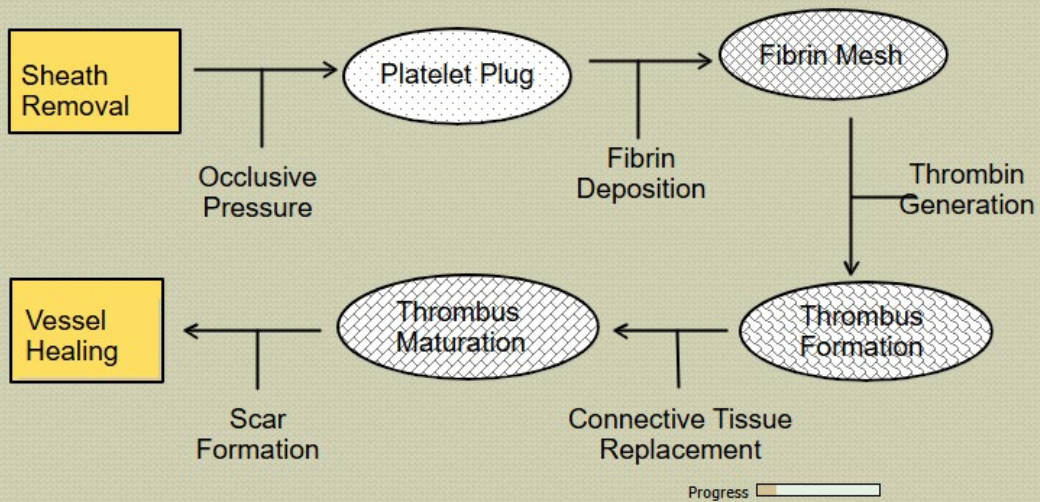 Sheath
Removal
Platelet Plug
Fibrin Mesh
Occlusive
Pressure
Fibrin
Deposition
Thrombin
Generation
Vessel
Healing
Thrombus
Maturation
Thrombus
Formation
Scar
Formation
Connective Tissue
Replacement
Progress